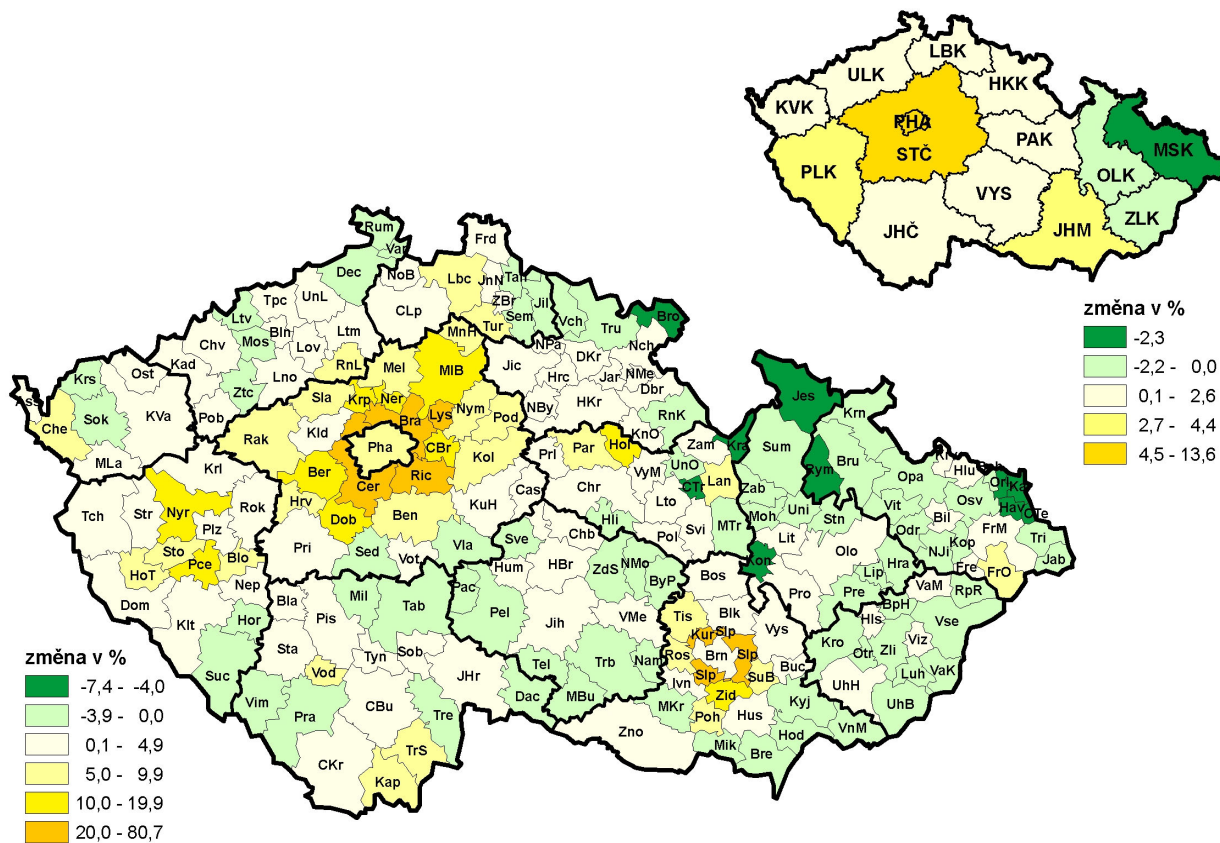 LBK
ULK
HKK
KVK
PHA
PAK
MSK
STČ
PLK
OLK
VYS
ZLK
JHČ
JHM
změna v %
-2,3
-2,2 - 0,0
0,1 - 2,6
2,7 - 4,4
4,5 - 13,6
Rum
Var
Frd
Dec
NoB
Lbc
JnN
Tan
Tpc
UnL
CLp
ZBr
Sem
Jil
Vch
Tru
Bro
Ltv
Bln
Ltm
Tur
MnH
NPa
Nch
Chv
Mos
Lov
Kad
RnL
Mel
MlB
Jic
DKr
Krs
Ost
Lno
Ztc
Hrc
Jar
NMe
Dbr
Jes
Krn
Ass
Sla
Krp
Ner
Nym
Pod
NBy
HKr
RnK
Che
Sok
KVa
Pob
Bra
Lys
Kld
KnO
Kra
Sum
Rak
Pha
CBr
Kol
Pri
Par
Hol
Zam
Rym
Bru
MLa
Krl
Ber
Cer
Ric
VyM
UnO
Hlu
Opa
Nyr
Hrv
Cas
Chr
CTr
Lan
Zab
Osv
Orl
Kar
Tch
Str
Rok
Dob
Ben
KuH
Lto
Moh
Uni
Vit
Hav
CTe
Plz
Hli
MTr
Stn
Bil
FrM
Tri
Sto
Pri
Sed
Vot
Vla
Sve
Chb
Pol
Svi
Lit
Olo
Odr
NJi
Kop
Jab
HoT
Pce
Blo
Hum
HBr
ZdS
NMo
Kon
Hra
Fre
FrO
Nep
Bla
Mil
Tab
Pac
ByP
Bos
Lip
Pre
VaM
RpR
Dom
Klt
Hor
Pis
Pel
Jih
VMe
Tis
Blk
Pro
Hls
BpH
Vse
změna v %
Sta
Sob
Kur
Slp
Vys
Kro
Viz
-7,4 - -4,0
Suc
Vod
Tyn
JHr
Tel
Trb
Nam
Ros
Brn
Slp
Buc
Otr
Zli
-3,9 - 0,0
Vim
Pra
CBu
Tre
Dac
MBu
Ivn
Slp
SuB
UhH
Luh
VaK
0,1 - 4,9
MKr
Zid
Kyj
UhB
5,0 - 9,9
CKr
TrS
Zno
Poh
Hus
Hod
VnM
10,0 - 19,9
Kap
Mik
Bre
20,0 - 80,7